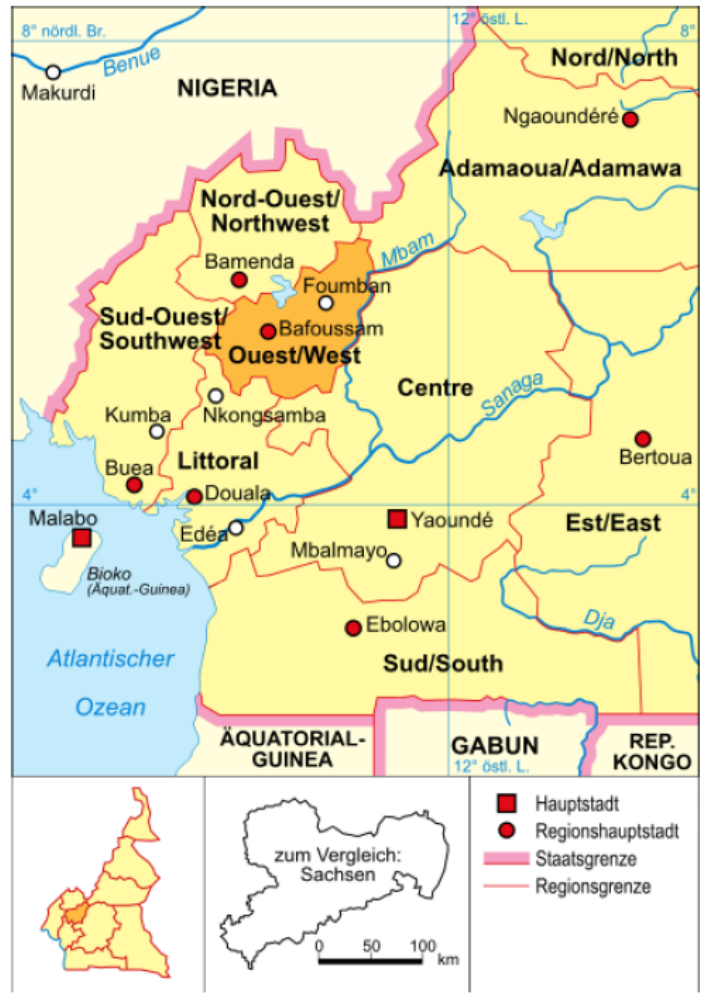 8° nördl. Br.
12° östl. L.
8°
Benue
Makurdi
NIGERIA
Nord/North
Ngaoundéré
Adamaoua/Adamawa
Nord-Ouest/
Northwest
Mbam
Bamenda
Foumban
Sud-Ouest/
Southwest
Bafoussam
Ouest/West
Centre
Sanaga
Kumba
Nkongsamba
Bertoua
Buea
Littoral
4°
Douala
4°
Malabo
Yaoundé
Est/East
Edéa
Mbalmayo
Bioko
(Äquat.-Guinea)
Dja
Ebolowa
Atlantischer
Ozean
Sud/South
ÄQUATORIAL-
GUINEA
GABUN
12° östl. L.
REP.
KONGO
zum Vergleich:
Sachsen
0 50 100
km
Hauptstadt
Regionshauptstadt
Staatsgrenze
Regionsgrenze